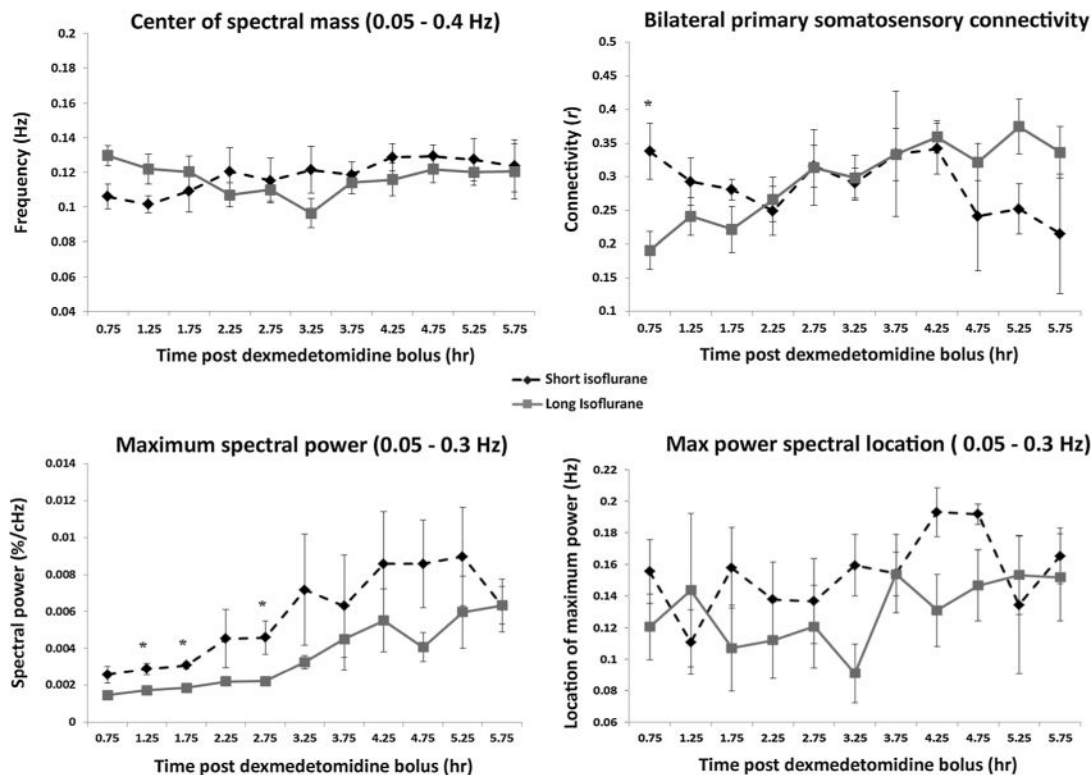 Center of spectral mass (0.05 - 0.4 Hz)
0.2
0.18
0.16
0.14
0.12
0.1
0.08
0.06
0.04
Frequency (Hz)
0.75 1.25 1.75 2.25 2.75 3.25 3.75 4.25 4.75 5.25 5.75
Time post dexmedetomidine bolus (hr)
Bilateral primary somatosensory connectivity
0.5
0.45
0.4
0.35
0.3
0.25
0.2
0.15
0.1
Connectivity (r)
*
0.75 1.25 1.75 2.25 2.75 3.25 3.75 4.25 4.75 5.25 5.75
Time post dexmedetomidine bolus (hr)
Short isoflurane
Long Isoflurane
Maximum spectral power (0.05 - 0.3 Hz)
0.014
0.012
0.01
0.008
0.006
0.004
0.002
0
Spectral power (%/cHz)
* * *
0.75 1.25 1.75 2.25 2.75 3.25 3.75 4.25 4.75 5.25 5.75
Time post dexmedetomidine bolus (hr)
Max power spectral location ( 0.05 - 0.3 Hz)
0.22
0.2
0.18
0.16
0.14
0.12
0.1
0.08
0.06
Location of maximum power (Hz)
0.75 1.25 1.75 2.25 2.75 3.25 3.75 4.25 4.75 5.25 5.75
Time post dexmedetomidine bolus (hr)